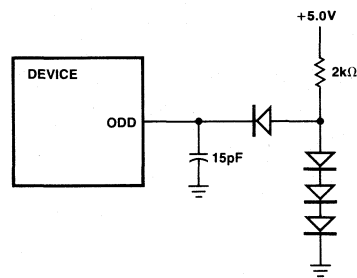 +5.0V
2kΩ
DEVICE
ODD
15pF